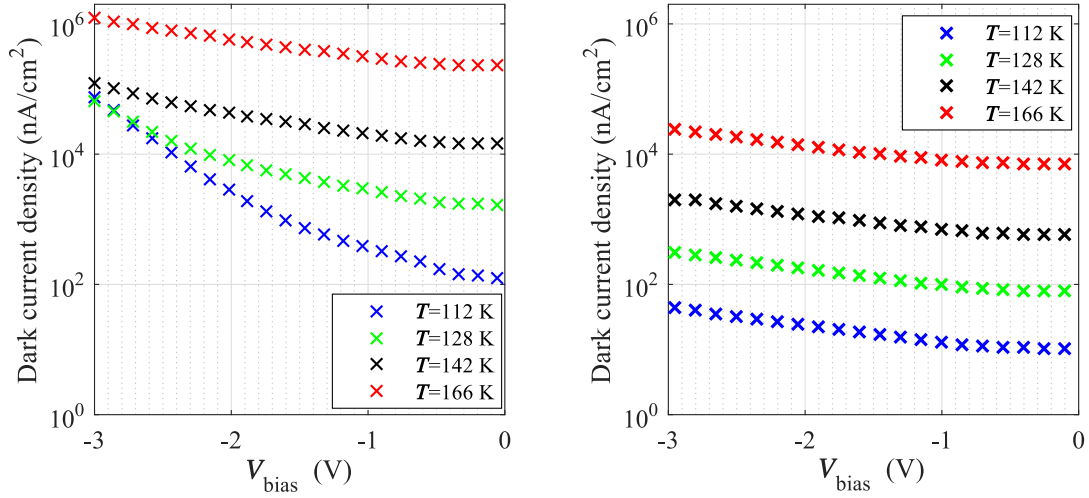 10^6
10^4
10^2
10^0
Dark current density (nA/cm^2)
T=112 K
T=128 K
T=142 K
T=166 K
-3 -2 -1 0
V_bias (V)
10^6
10^4
10^2
10^0
Dark current density (nA/cm^2)
T=112 K
T=128 K
T=142 K
T=166 K
-3 -2 -1 0
V_bias (V)